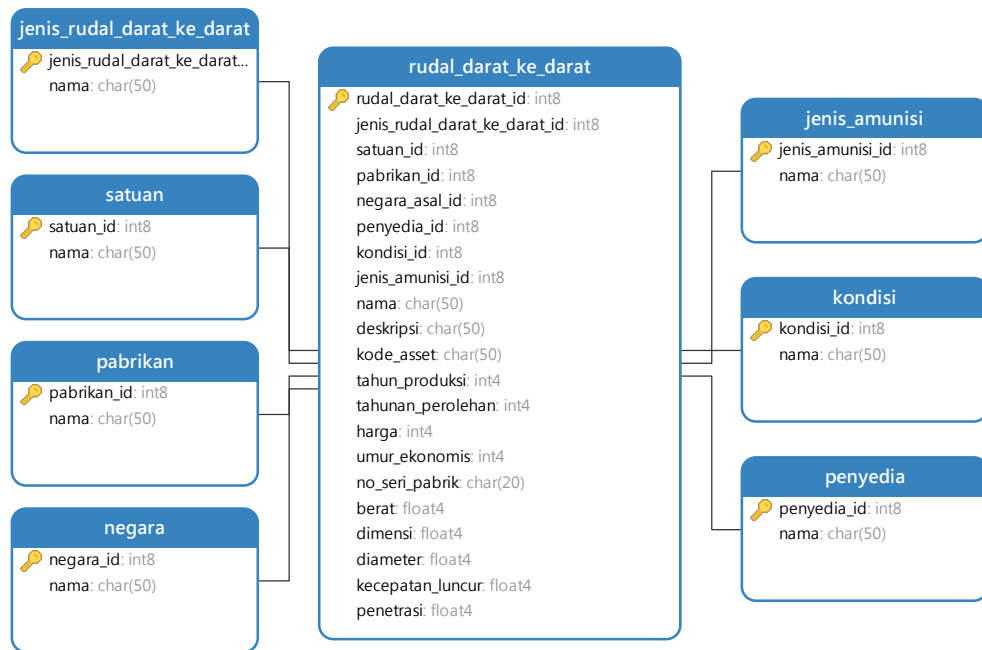 jenis_rudal_darat_ke_darat
jenis_rudal_darat_ke_darat...
nama: char(50)
satuan
satuan_id: int8
nama: char(50)
pabrikan
pabrikan_id: int8
nama: char(50)
negara
negara_id: int8
nama: char(50)
rudal_darat_ke_darat
rudal_darat_ke_darat_id: int8
jenis_rudal_darat_ke_darat_id: int8
satuan_id: int8
pabrikan_id: int8
negara_asal_id: int8
penyedia_id: int8
kondisi_id: int8
jenis_amunisi_id: int8
nama: char(50)
deskripsi: char(50)
kode_asset: char(50)
tahun_produksi: int4
tahunan_perolehan: int4
harga: int4
umur_ekonomis: int4
no_seri_pabrik: char(20)
berat: float4
dimensi: float4
diameter: float4
kecepatan_luncur: float4
penetrasi: float4
jenis_amunisi
jenis_amunisi_id: int8
nama: char(50)
kondisi
kondisi_id: int8
nama: char(50)
penyedia
penyedia_id: int8
nama: char(50)